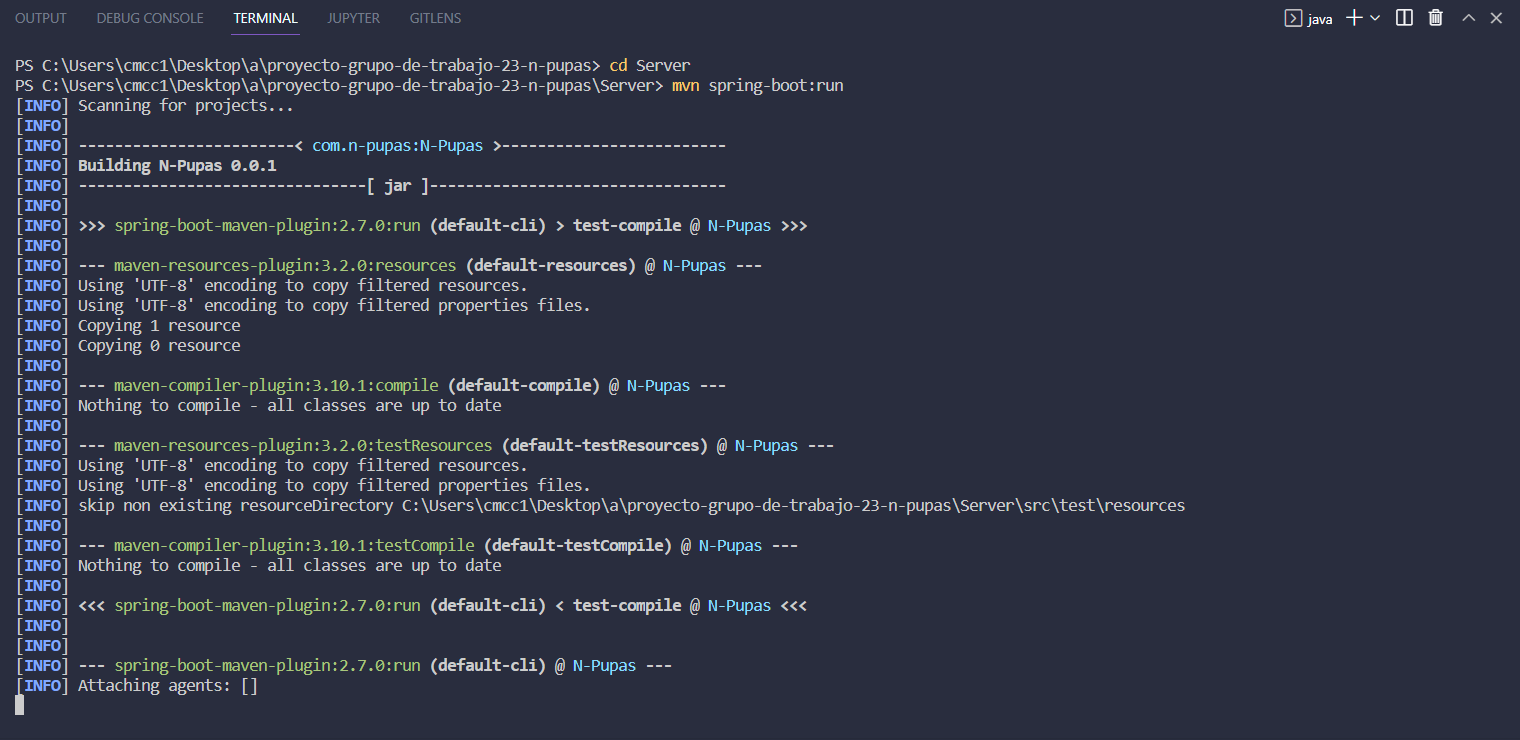 OUTPUT DEBUG CONSOLE TERMINAL JUPYTER GITLENS java
PS C:\Users\cmcc1\Desktop\a\proyecto-grupo-de-trabajo-23-n-pupas> cd Server
PS C:\Users\cmcc1\Desktop\a\proyecto-grupo-de-trabajo-23-n-pupas\Server> mvn spring-boot:run
[INFO] Scanning for projects...
[INFO]
[INFO] ------------------------< com.n-pupas:N-Pupas >-------------------------
[INFO] Building N-Pupas 0.0.1
[INFO] --------------------------------[ jar ]---------------------------------
[INFO]
[INFO] >>> spring-boot-maven-plugin:2.7.0:run (default-cli) > test-compile @ N-Pupas >>>
[INFO]
[INFO] --- maven-resources-plugin:3.2.0:resources (default-resources) @ N-Pupas ---
[INFO] Using 'UTF-8' encoding to copy filtered resources.
[INFO] Using 'UTF-8' encoding to copy filtered properties files.
[INFO] Copying 1 resource
[INFO] Copying 0 resource
[INFO]
[INFO] --- maven-compiler-plugin:3.10.1:compile (default-compile) @ N-Pupas ---
[INFO] Nothing to compile - all classes are up to date
[INFO]
[INFO] --- maven-resources-plugin:3.2.0:testResources (default-testResources) @ N-Pupas ---
[INFO] Using 'UTF-8' encoding to copy filtered resources.
[INFO] Using 'UTF-8' encoding to copy filtered properties files.
[INFO] skip non existing resourceDirectory C:\Users\cmcc1\Desktop\a\proyecto-grupo-de-trabajo-23-n-pupas\Server\src\test\resources
[INFO]
[INFO] --- maven-compiler-plugin:3.10.1:testCompile (default-testCompile) @ N-Pupas ---
[INFO] Nothing to compile - all classes are up to date
[INFO]
[INFO] <<< spring-boot-maven-plugin:2.7.0:run (default-cli) < test-compile @ N-Pupas <<<
[INFO]
[INFO]
[INFO] --- spring-boot-maven-plugin:2.7.0:run (default-cli) @ N-Pupas ---
[INFO] Attaching agents: []